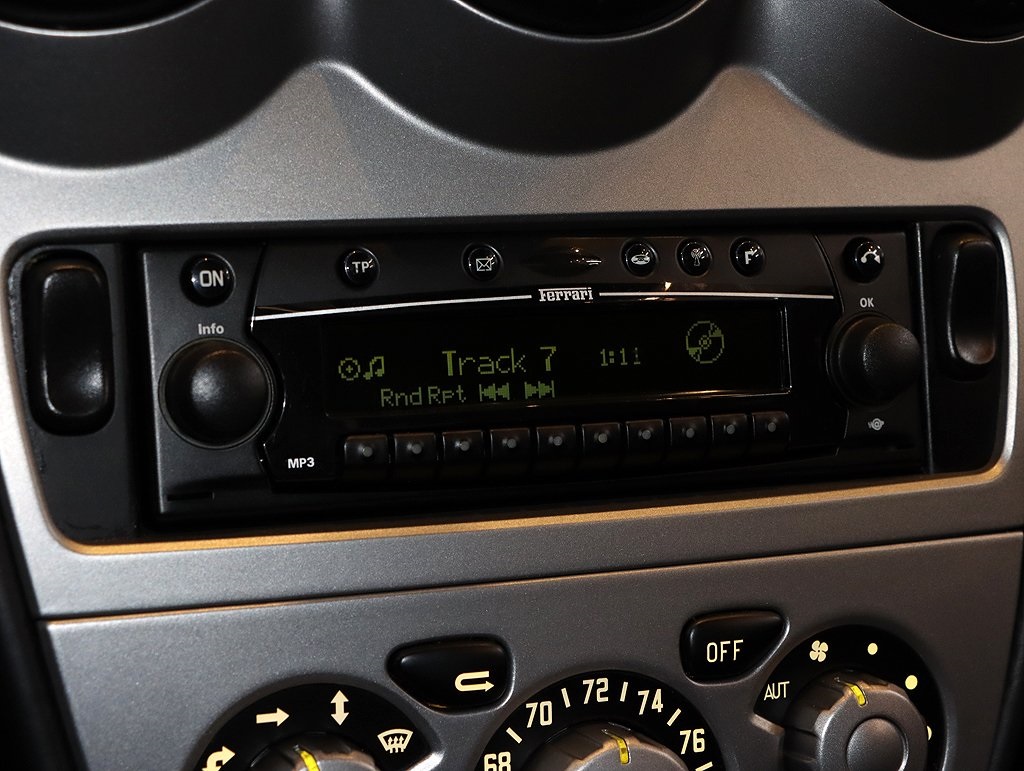 ON
TP
F
Info
Ferrari
OK
Track 7 1:11
Rnd Rpt
MP3
OFF
AUT
68 70 72 74 76